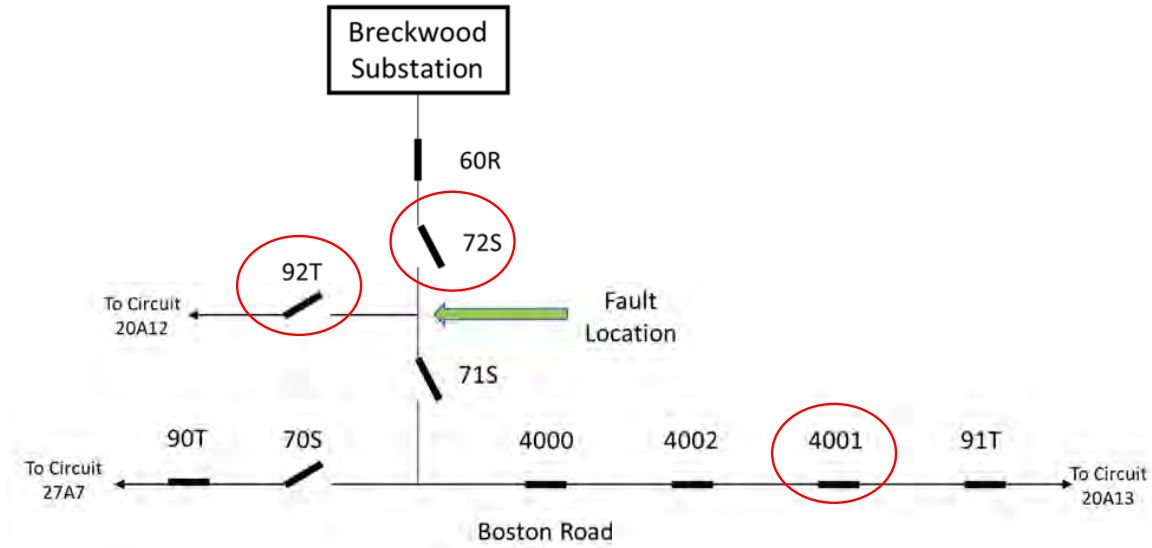 Breckwood
Substation
60R
72S
92T
To Circuit
20A12
Fault
Location
71S
90T
70S
4000
4002
4001
91T
To Circuit
27A7
To Circuit
20A13
Boston Road